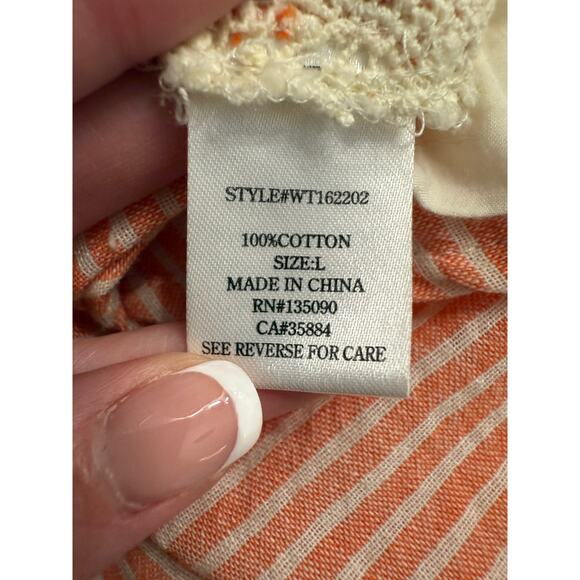 STYLE#WT162202
100%COTTON
SIZE:L
MADE IN CHINA
RN#135090
CA#35884
SEE REVERSE FOR CARE